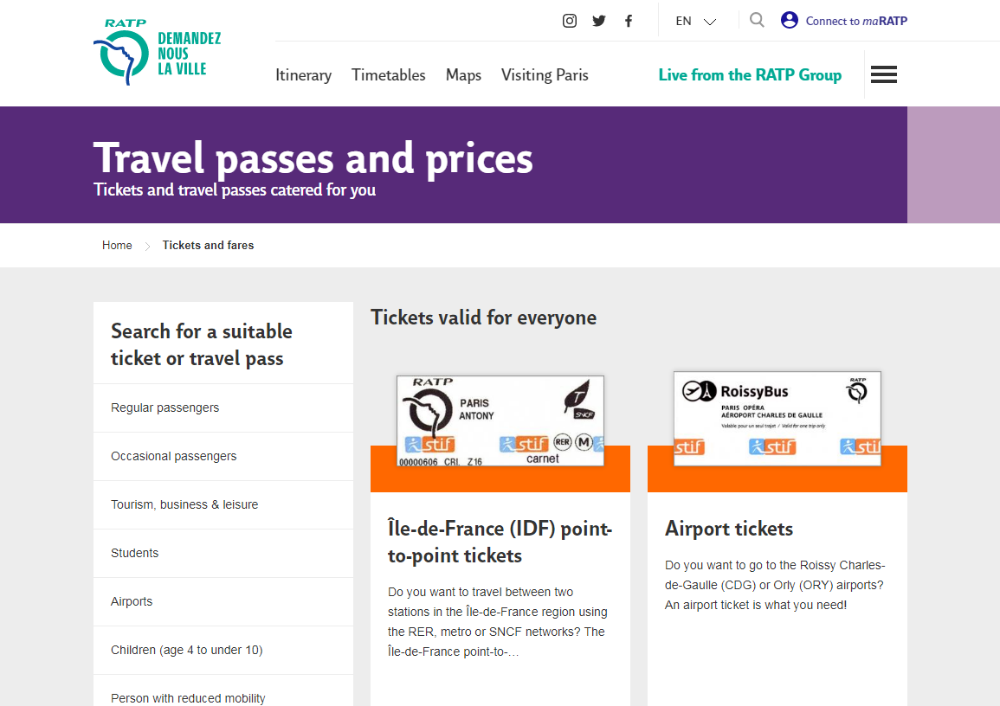 RATP
DEMANDEZ
NOUS
LA VILLE
EN
Connect to maRATP
Itinerary
Timetables
Maps
Visiting Paris
Live from the RATP Group
Travel passes and prices
Tickets and travel passes catered for you
Home
Tickets and fares
Search for a suitable
ticket or travel pass
Regular passengers
Occasional passengers
Tourism, business & leisure
Students
Airports
Children (age 4 to under 10)
Person with reduced mobility
Tickets valid for everyone
RATP
PARIS
ANTONY
T
SNCF
stif
stif
RER
M
00000606 CRI. Z16
carnet
Île-de-France (IDF) point-
to-point tickets
Do you want to travel between two
stations in the Île-de-France region using
the RER, metro or SNCF networks? The
Île-de-France point-to-…
RoissyBus
RATP
PARIS OPÉRA
AÉROPORT CHARLES DE GAULLE
Valable pour un seul trajet / Valid for one trip only
stif
stif
sti
Airport tickets
Do you want to go to the Roissy Charles-
de-Gaulle (CDG) or Orly (ORY) airports?
An airport ticket is what you need!